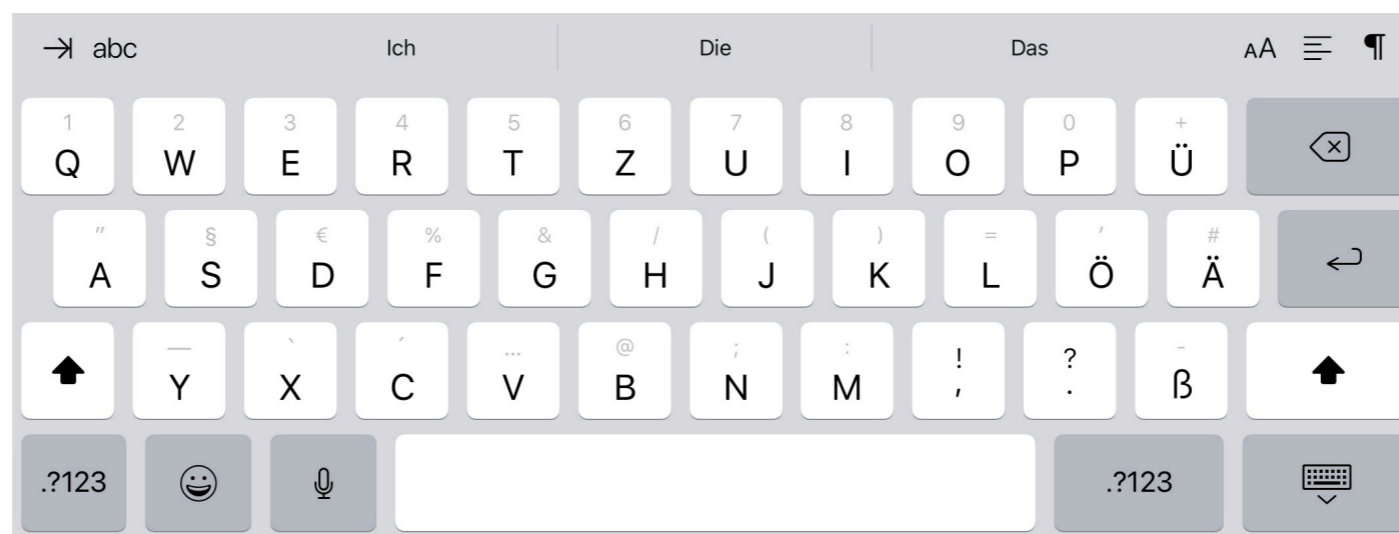 abc Ich Die Das AA ¶
1 2 3 4 5 6 7 8 9 0 +
Q W E R T Z U I O P Ü
" § € % & / ( ) = ' #
A S D F G H J K L Ö Ä
— ` ´ … @ ; : ! ? -
Y X C V B N M , . ß
.?123 .?123